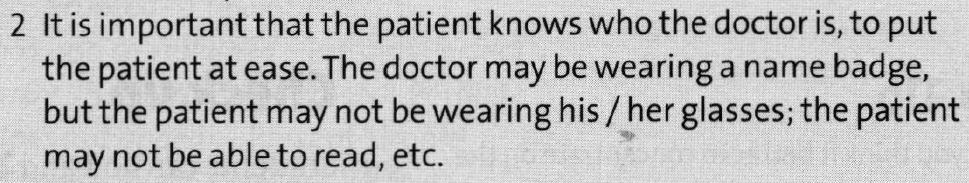 2 It is important that the patient knows who the doctor is, to put
the patient at ease. The doctor may be wearing a name badge,
but the patient may not be wearing his / her glasses; the patient
may not be able to read, etc.